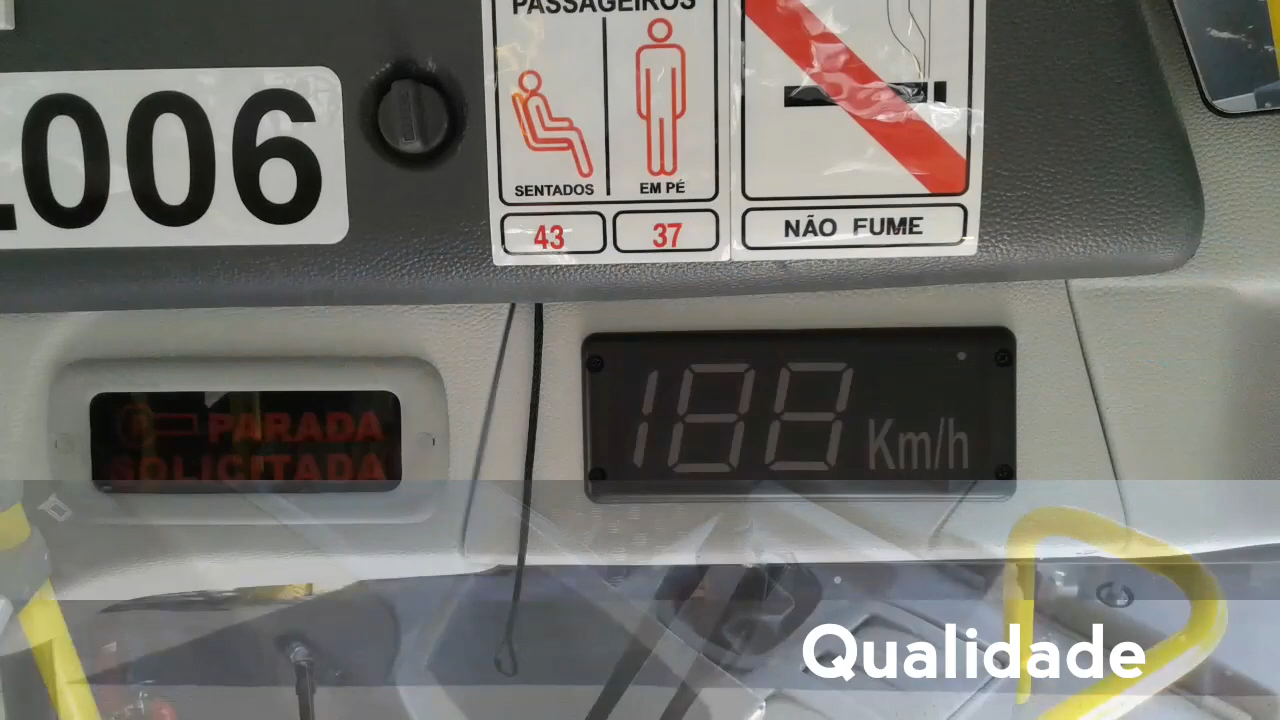 PASSAGEIROS
.006
SENTADOS
EM PÉ
43
37
NÃO FUME
PARADA
SOLICITADA
188 Km/h
Qualidade